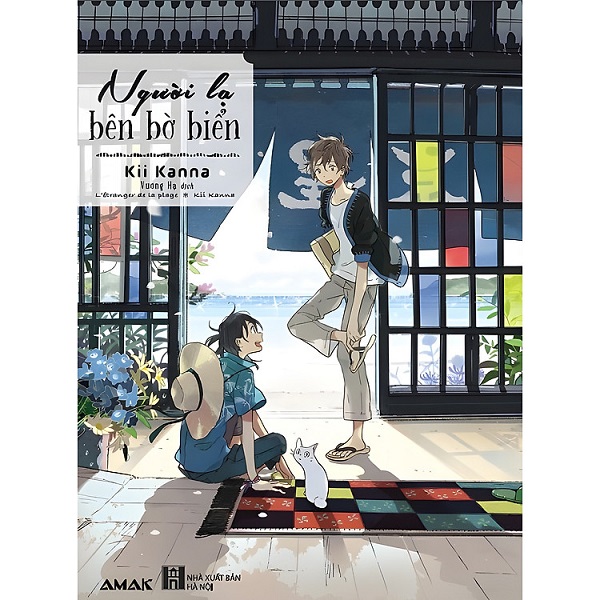 Người lạ
bên bờ biển
Kii Kanna
Vương Hạ dịch
L'étranger de la plage * Kii Kanna
AMAK
NHÀ XUẤT BẢN
HÀ NỘI